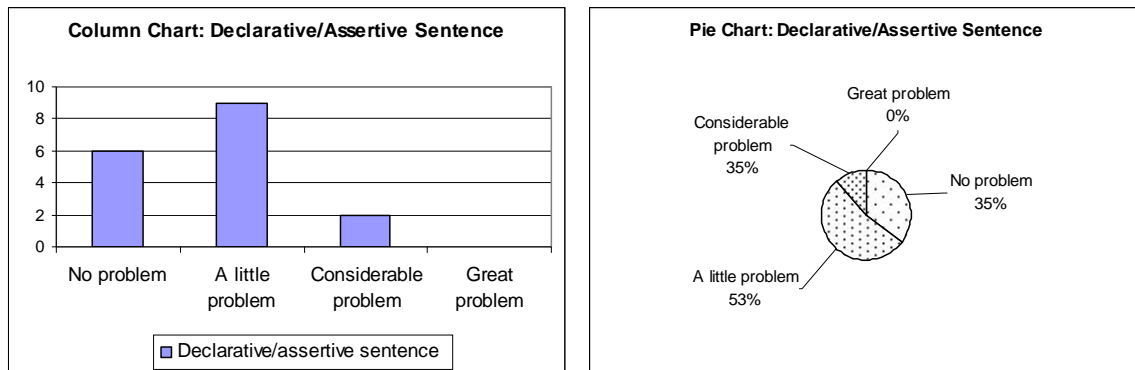 Column Chart: Declarative/Assertive Sentence
10
8
6
4
2
0
No problem
A little
problem
Considerable
problem
Great
problem
Declarative/assertive sentence
Pie Chart: Declarative/Assertive Sentence
Great problem
0%
Considerable
problem
35%
No problem
35%
A little problem
53%